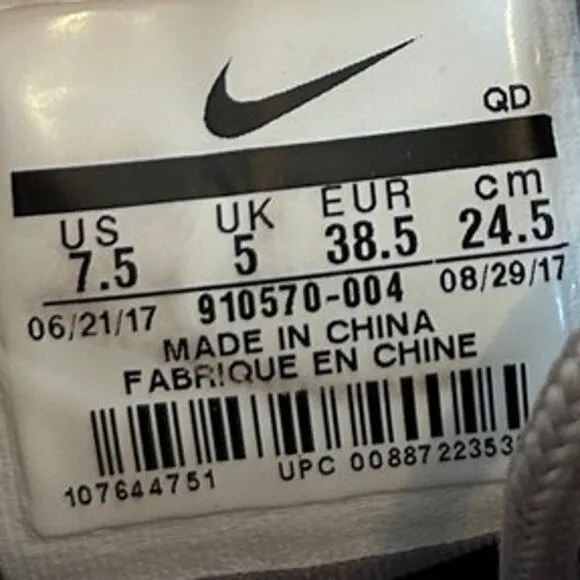 QD
US UK EUR cm
7.5 5 38.5 24.5
06/21/17 910570-004 08/29/17
MADE IN CHINA
FABRIQUE EN CHINE
107644751 UPC 0088722353